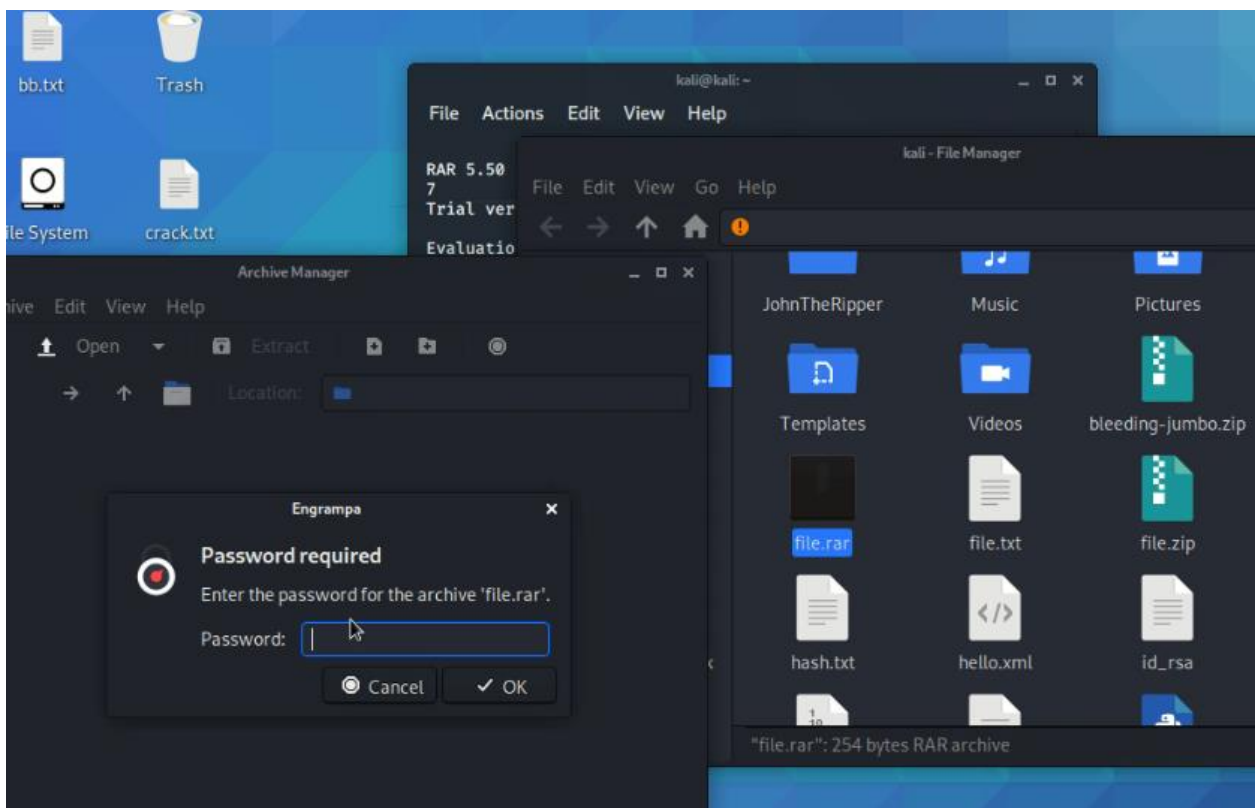 bb.txt
Trash
ile System
crack.txt
kali@kali: ~
File Actions Edit View Help
RAR 5.50
7
Trial ver
Evaluatio
kali - File Manager
File Edit View Go Help
JohnTheRipper
Music
Pictures
Templates
Videos
bleeding-jumbo.zip
file.rar
file.txt
file.zip
hash.txt
hello.xml
id_rsa
"file.rar": 254 bytes RAR archive
Archive Manager
hive Edit View Help
Open
Extract
Location:
Engrampa
Password required
Enter the password for the archive 'file.rar'.
Password:
Cancel
OK